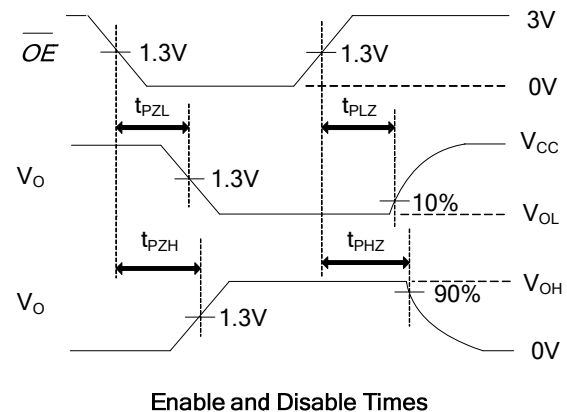 3V
OE
1.3V
1.3V
0V
tPZL
tPLZ
VCC
VO
1.3V
10%
VOL
tPZH
tPHZ
VOH
90%
VO
1.3V
0V
Enable and Disable Times